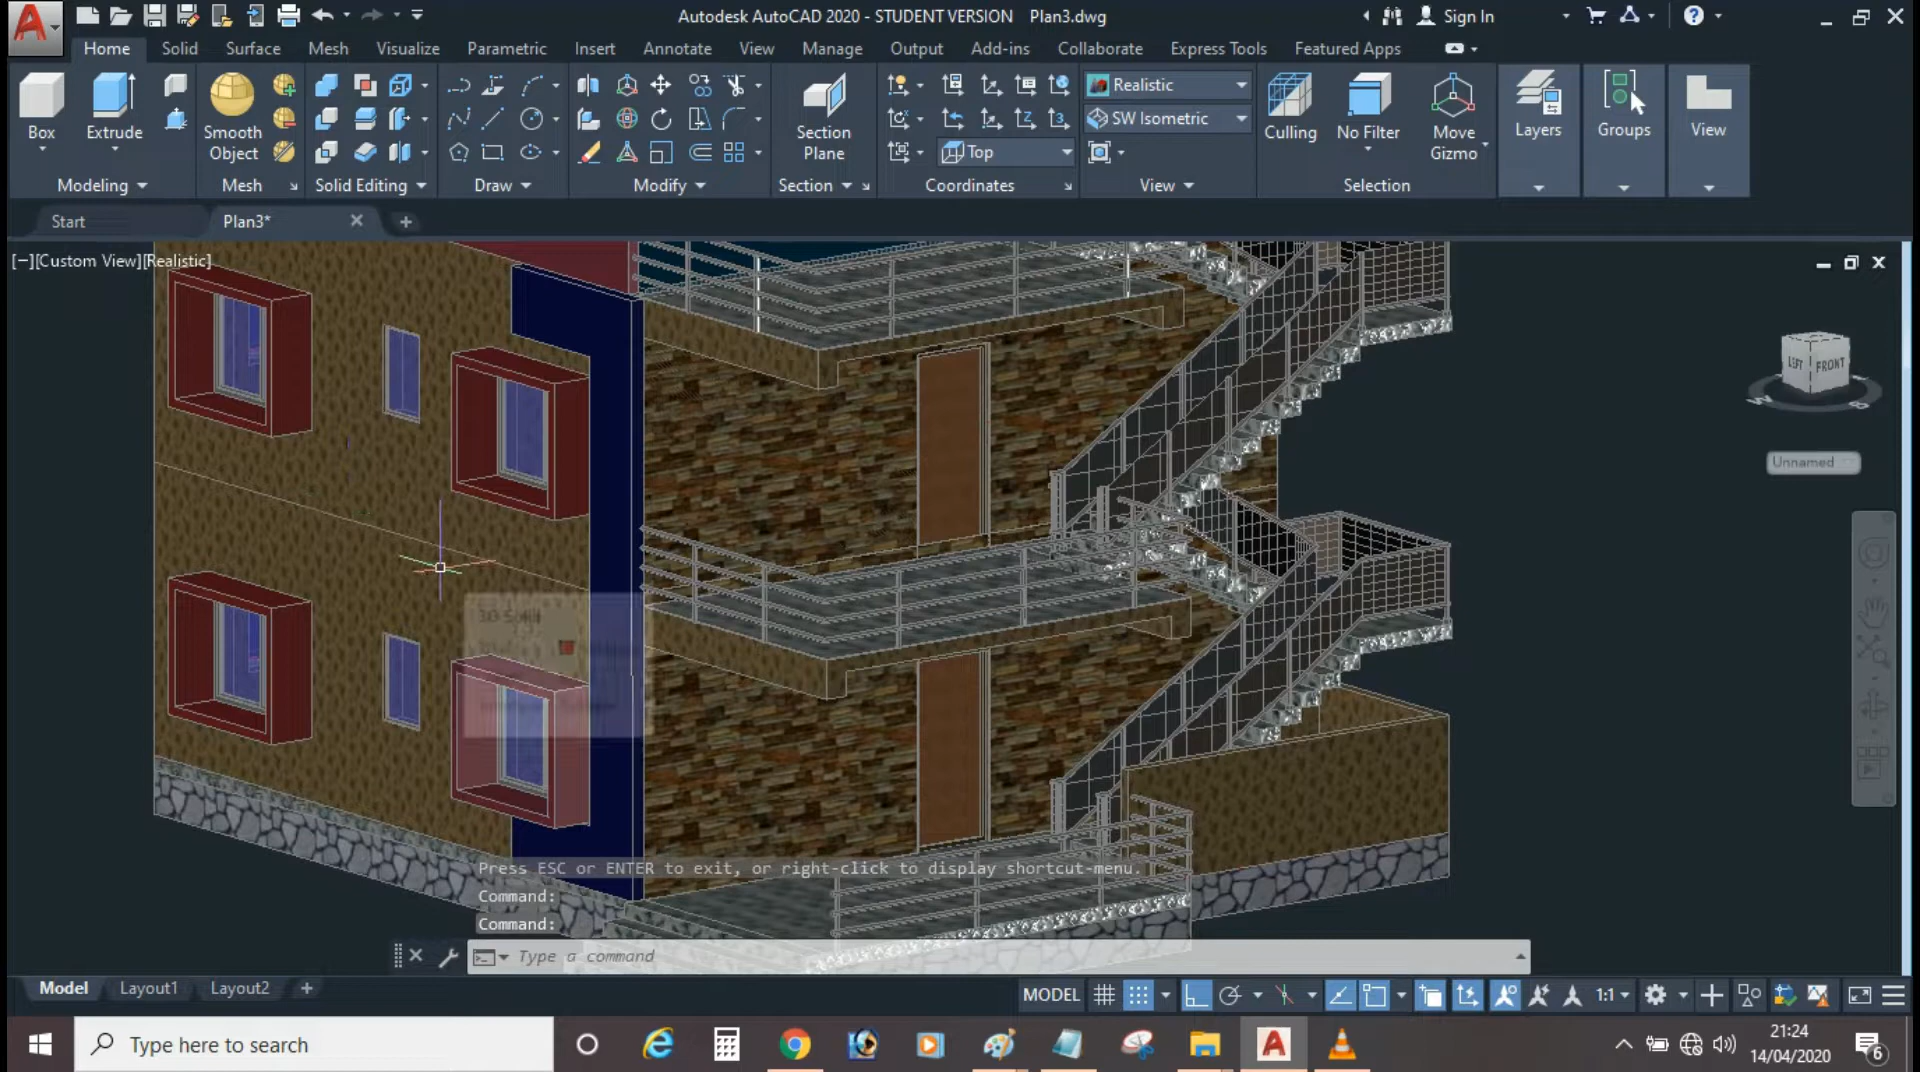 Autodesk AutoCAD 2020 - STUDENT VERSION Plan3.dwg
Sign In
Home Solid Surface Mesh Visualize Parametric Insert Annotate View Manage Output Add-ins Collaborate Express Tools Featured Apps
Box
Extrude
Smooth
Object
Section
Plane
Realistic
SW Isometric
Top
Culling
No Filter
Move
Gizmo
Layers
Groups
View
Modeling
Mesh
Solid Editing
Draw
Modify
Section
Coordinates
View
Selection
Start
Plan3*
[−][Custom View][Realistic]
LEFT
FRONT
W
S
Unnamed
3D Solid
Press ESC or ENTER to exit, or right-click to display shortcut-menu.
Command:
Command:
Type a command
Model
Layout1
Layout2
MODEL
1:1
Type here to search
21:24
14/04/2020
6